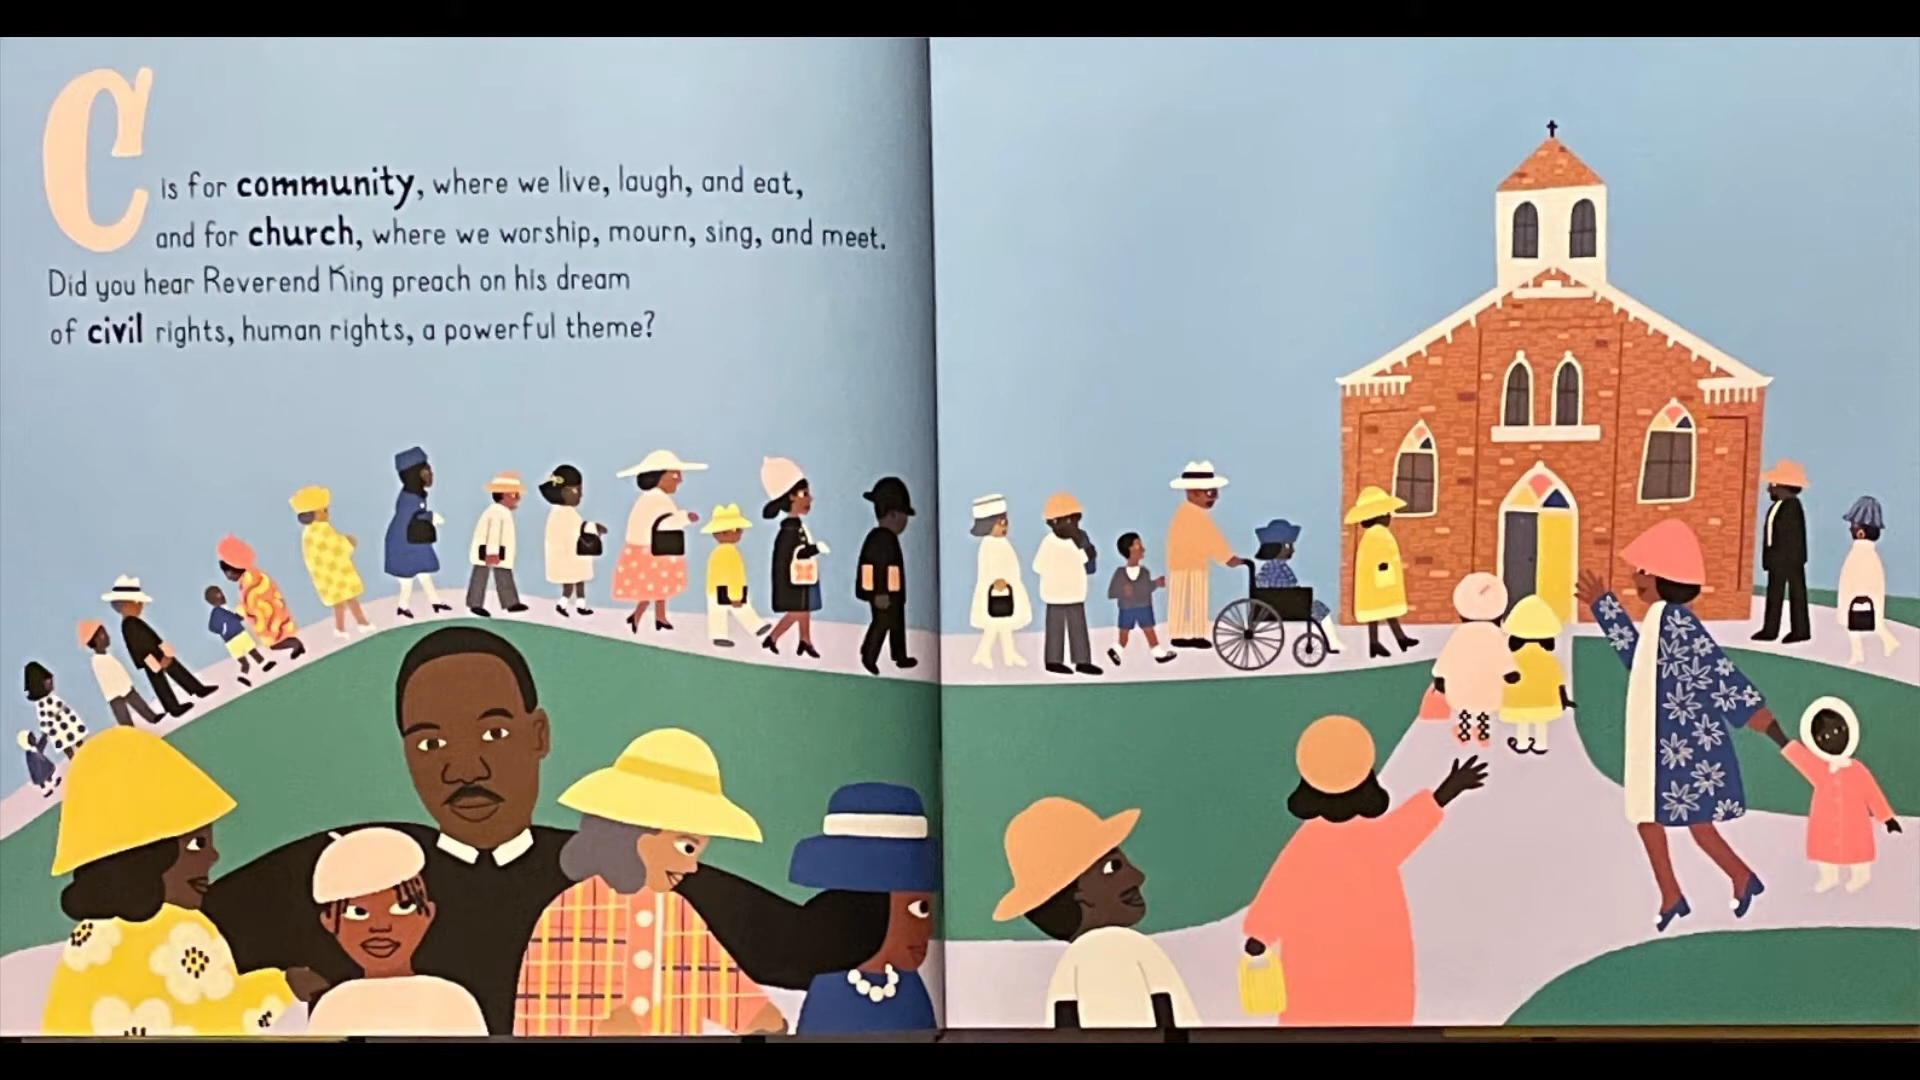 C is for community, where we live, laugh, and eat,
and for church, where we worship, mourn, sing, and meet.
Did you hear Reverend King preach on his dream
of civil rights, human rights, a powerful theme?